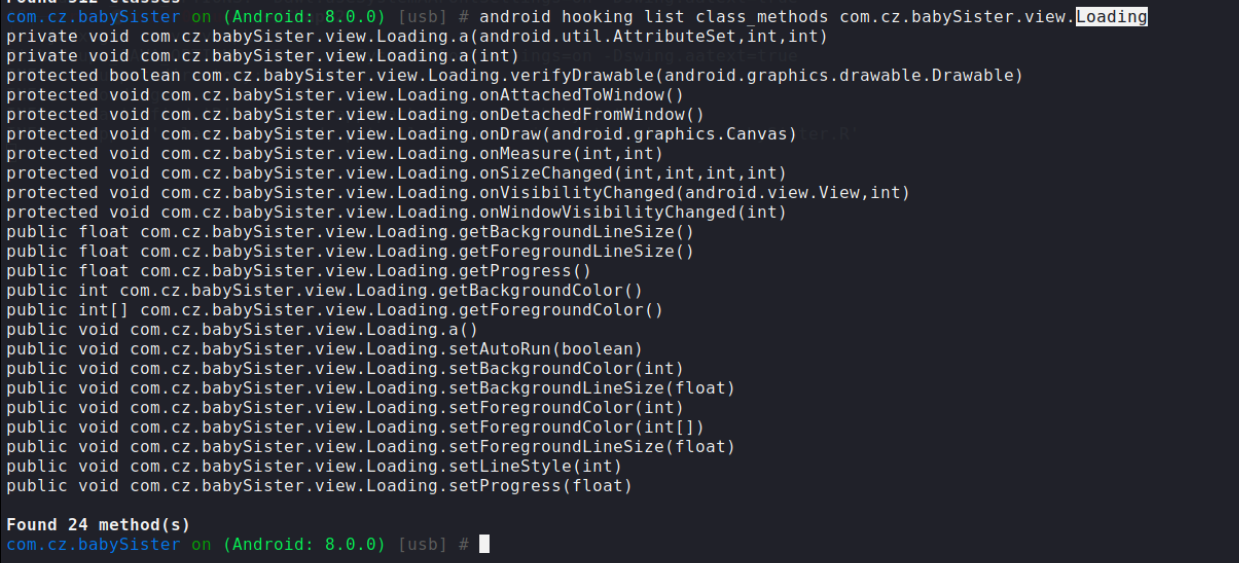 Found 312 classes
com.cz.babySister on (Android: 8.0.0) [usb] # android hooking list class_methods com.cz.babySister.view.Loading
private void com.cz.babySister.view.Loading.a(android.util.AttributeSet,int,int)
private void com.cz.babySister.view.Loading.a(int)
protected boolean com.cz.babySister.view.Loading.verifyDrawable(android.graphics.drawable.Drawable)
protected void com.cz.babySister.view.Loading.onAttachedToWindow()
protected void com.cz.babySister.view.Loading.onDetachedFromWindow()
protected void com.cz.babySister.view.Loading.onDraw(android.graphics.Canvas)
protected void com.cz.babySister.view.Loading.onMeasure(int,int)
protected void com.cz.babySister.view.Loading.onSizeChanged(int,int,int,int)
protected void com.cz.babySister.view.Loading.onVisibilityChanged(android.view.View,int)
protected void com.cz.babySister.view.Loading.onWindowVisibilityChanged(int)
public float com.cz.babySister.view.Loading.getBackgroundLineSize()
public float com.cz.babySister.view.Loading.getForegroundLineSize()
public float com.cz.babySister.view.Loading.getProgress()
public int com.cz.babySister.view.Loading.getBackgroundColor()
public int[] com.cz.babySister.view.Loading.getForegroundColor()
public void com.cz.babySister.view.Loading.a()
public void com.cz.babySister.view.Loading.setAutoRun(boolean)
public void com.cz.babySister.view.Loading.setBackgroundColor(int)
public void com.cz.babySister.view.Loading.setBackgroundLineSize(float)
public void com.cz.babySister.view.Loading.setForegroundColor(int)
public void com.cz.babySister.view.Loading.setForegroundColor(int[])
public void com.cz.babySister.view.Loading.setForegroundLineSize(float)
public void com.cz.babySister.view.Loading.setLineStyle(int)
public void com.cz.babySister.view.Loading.setProgress(float)
Found 24 method(s)
com.cz.babySister on (Android: 8.0.0) [usb] #